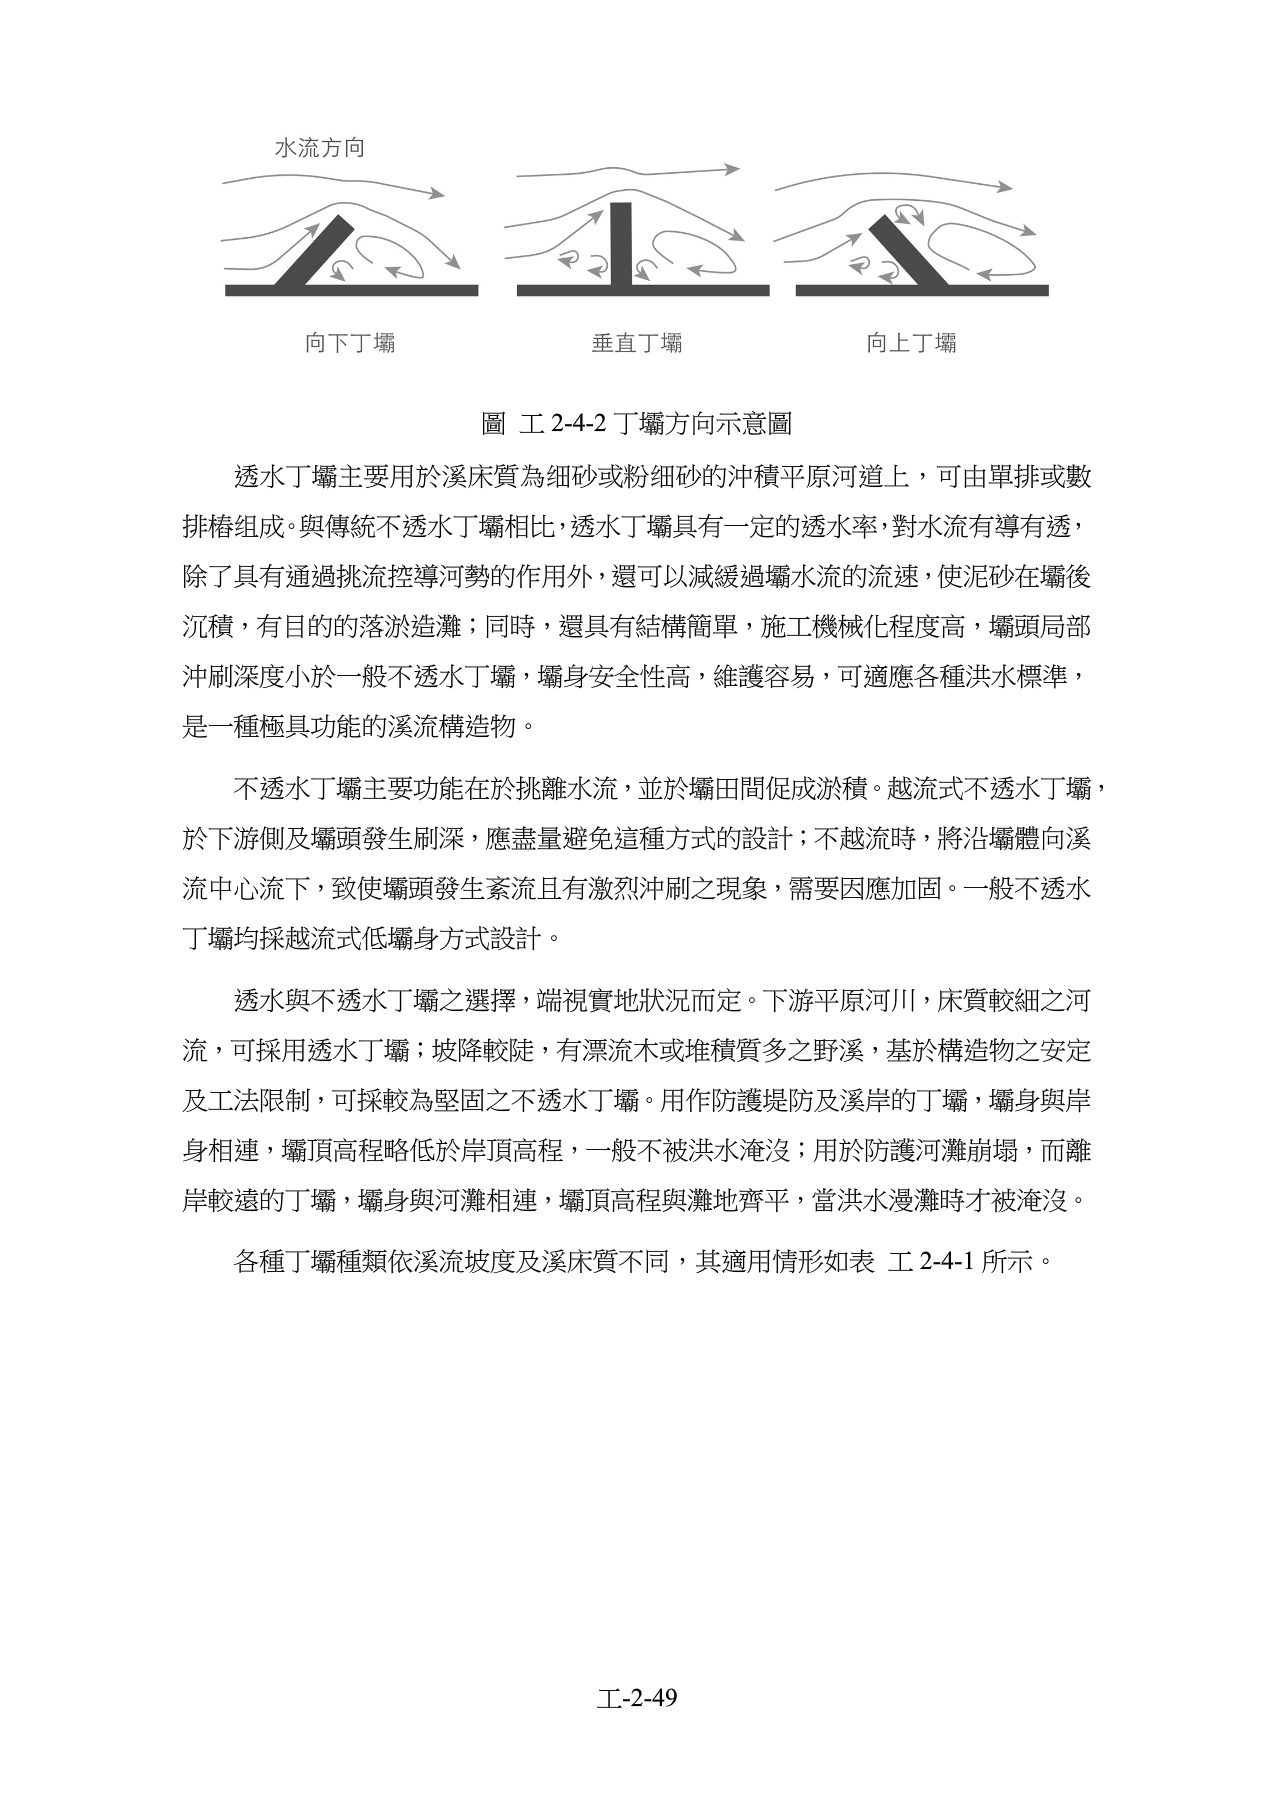 水流方向
向下丁壩
垂直丁壩
向上丁壩
圖 工 2-4-2 丁壩方向示意圖
透水丁壩主要用於溪床質為細砂或粉細砂的沖積平原河道上，可由單排或數
排樁组成。與傳統不透水丁壩相比，透水丁壩具有一定的透水率，對水流有導有透，
除了具有通過挑流控導河勢的作用外，還可以減緩過壩水流的流速，使泥砂在壩後
沉積，有目的的落淤造灘；同時，還具有結構簡單，施工機械化程度高，壩頭局部
沖刷深度小於一般不透水丁壩，壩身安全性高，維護容易，可適應各種洪水標準，
是一種極具功能的溪流構造物。
不透水丁壩主要功能在於挑離水流，並於壩田間促成淤積。越流式不透水丁壩，
於下游側及壩頭發生刷深，應盡量避免這種方式的設計；不越流時，將沿壩體向溪
流中心流下，致使壩頭發生紊流且有激烈沖刷之現象，需要因應加固。一般不透水
丁壩均採越流式低壩身方式設計。
透水與不透水丁壩之選擇，端視實地狀況而定。下游平原河川，床質較細之河
流，可採用透水丁壩；坡降較陡，有漂流木或堆積質多之野溪，基於構造物之安定
及工法限制，可採較為堅固之不透水丁壩。用作防護堤防及溪岸的丁壩，壩身與岸
身相連，壩頂高程略低於岸頂高程，一般不被洪水淹沒；用於防護河灘崩塌，而離
岸較遠的丁壩，壩身與河灘相連，壩頂高程與灘地齊平，當洪水漫灘時才被淹沒。
各種丁壩種類依溪流坡度及溪床質不同，其適用情形如表 工 2-4-1 所示。
工-2-49